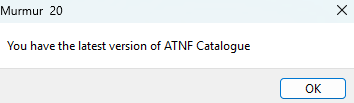 Murmur 20
You have the latest version of ATNF Catalogue
OK